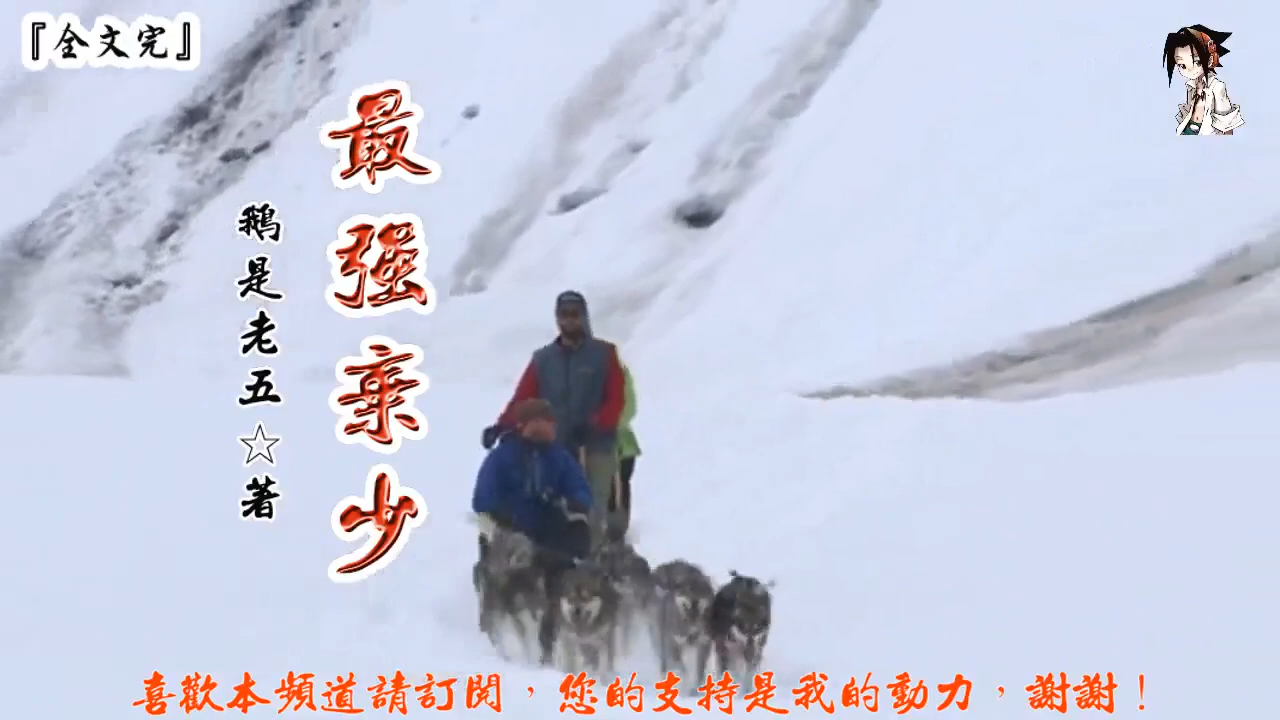 『全文完』
最強棄少
鵝是老五☆著
喜歡本頻道請訂閱，您的支持是我的動力，謝謝！